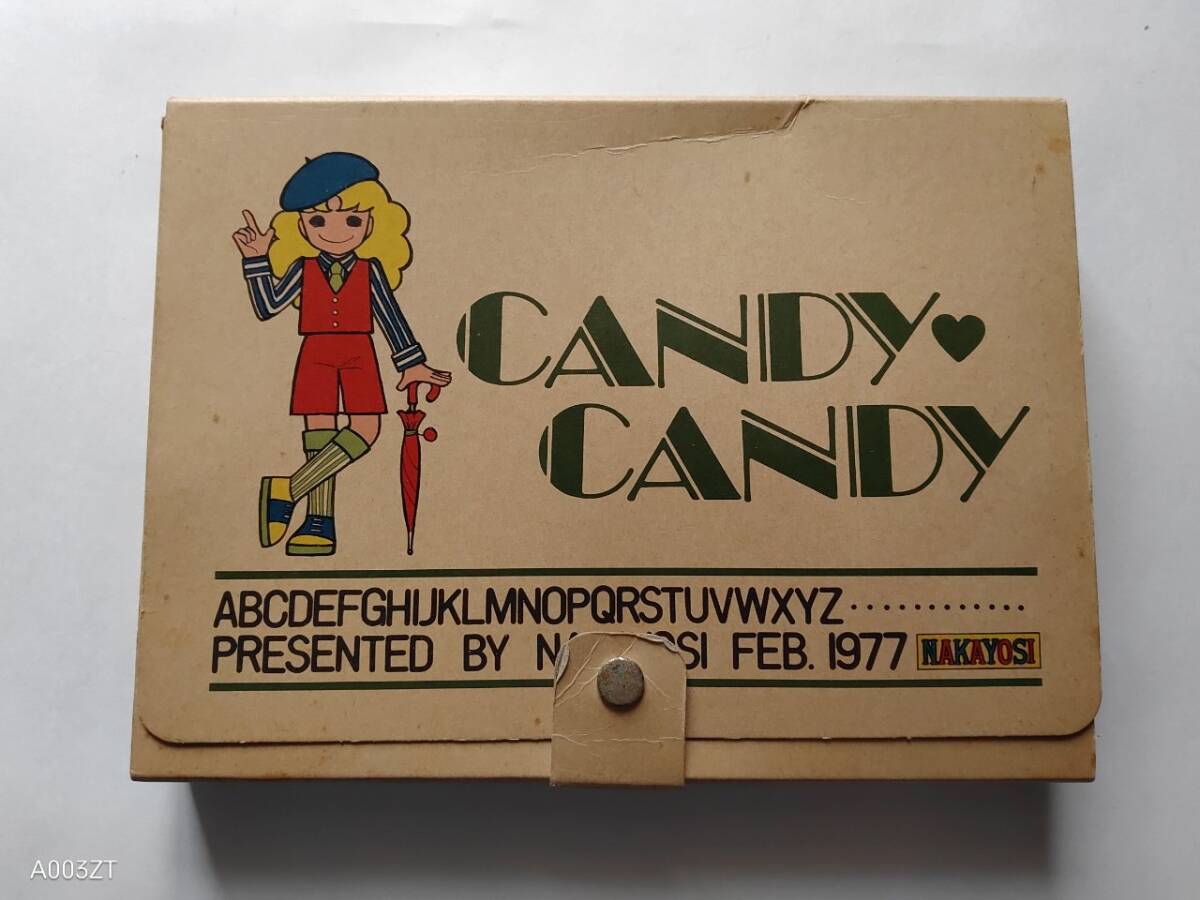 CANDY♥
CANDY
ABCDEFGHIJKLMNOPQRSTUVWXYZ············
PRESENTED BY SI FEB. 1977 NAKAYOSI
A003ZT